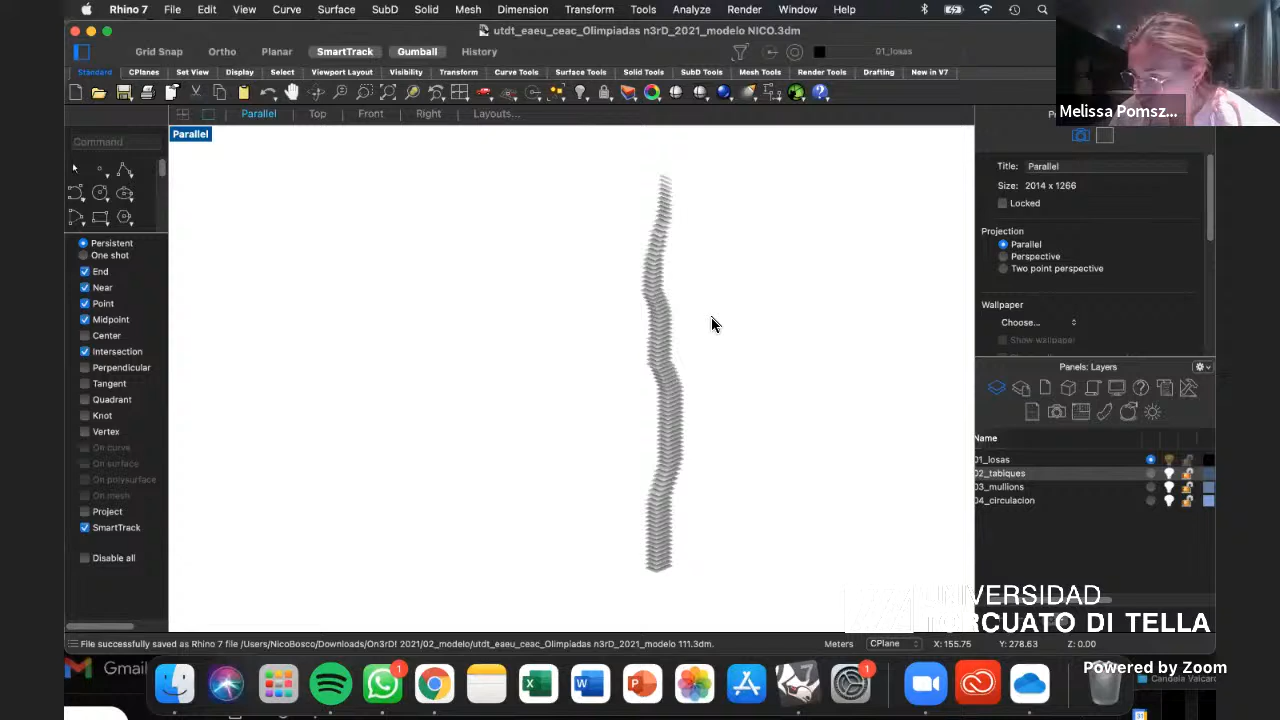 Rhino 7 File Edit View Curve Surface SubD Solid Mesh Dimension Transform Tools Analyze Render Window Help
utdt_eaeu_ceac_Olimpiadas n3rD_2021_modelo NICO.3dm
Grid Snap Ortho Planar SmartTrack Gumball History 01_losas
Standard CPlanes Set View Display Select Viewport Layout Visibility Transform Curve Tools Surface Tools Solid Tools SubD Tools Mesh Tools Render Tools Drafting New in V7
Melissa Pomsz...
Parallel Top Front Right Layouts...
Parallel
Command
Persistent
One shot
End
Near
Point
Midpoint
Center
Intersection
Perpendicular
Tangent
Quadrant
Knot
Vertex
On curve
On surface
On polysurface
On mesh
Project
SmartTrack
Disable all
Title: Parallel
Size: 2014 x 1266
Locked
Projection
Parallel
Perspective
Two point perspective
Wallpaper
Choose...
Show wallpaper
Panels: Layers
Name
01_losas
02_tabiques
03_mullions
04_circulacion
UNIVERSIDAD
TORCUATO DI TELLA
File successfully saved as Rhino 7 file /Users/NicoBosco/Downloads/On3rD! 2021/02_modelo/utdt_eaeu_ceac_Olimpiadas n3rD_2021_modelo 111.3dm.
Meters CPlane X: 155.75 Y: 278.63 Z: 0.00
Powered by Zoom
Gmail
1
1